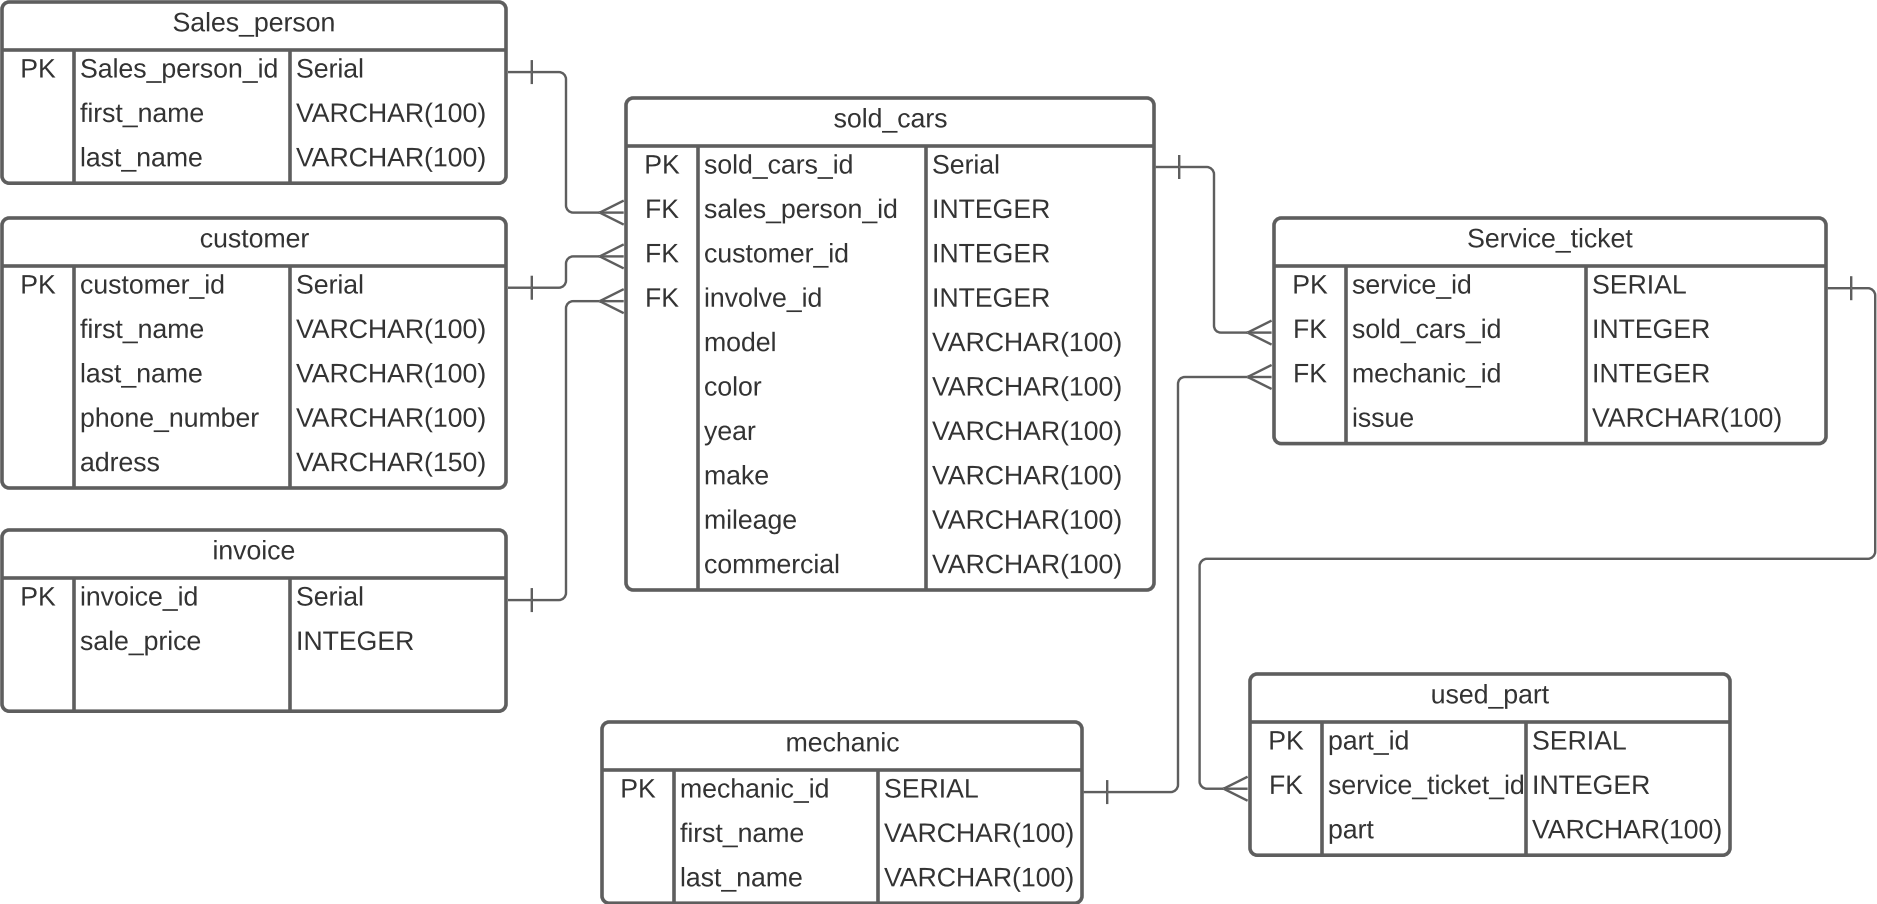 Sales_person
PK Sales_person_id Serial
first_name VARCHAR(100)
last_name VARCHAR(100)
customer
PK customer_id Serial
first_name VARCHAR(100)
last_name VARCHAR(100)
phone_number VARCHAR(100)
adress VARCHAR(150)
invoice
PK invoice_id Serial
sale_price INTEGER
sold_cars
PK sold_cars_id Serial
FK sales_person_id INTEGER
FK customer_id INTEGER
FK involve_id INTEGER
model VARCHAR(100)
color VARCHAR(100)
year VARCHAR(100)
make VARCHAR(100)
mileage VARCHAR(100)
commercial VARCHAR(100)
mechanic
PK mechanic_id SERIAL
first_name VARCHAR(100)
last_name VARCHAR(100)
Service_ticket
PK service_id SERIAL
FK sold_cars_id INTEGER
FK mechanic_id INTEGER
issue VARCHAR(100)
used_part
PK part_id SERIAL
FK service_ticket_id INTEGER
part VARCHAR(100)